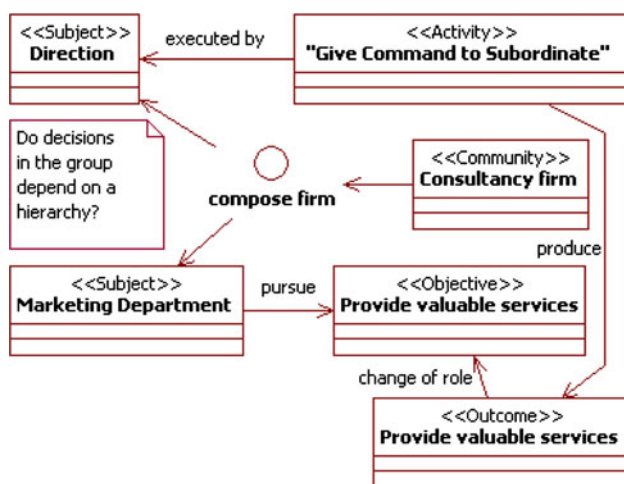 <<Subject>>
Direction
executed by
<<Activity>>
"Give Command to Subordinate"
Do decisions
in the group
depend on a
hierarchy?
compose firm
<<Community>>
Consultancy firm
produce
<<Subject>>
Marketing Department
pursue
<<Objective>>
Provide valuable services
change of role
<<Outcome>>
Provide valuable services